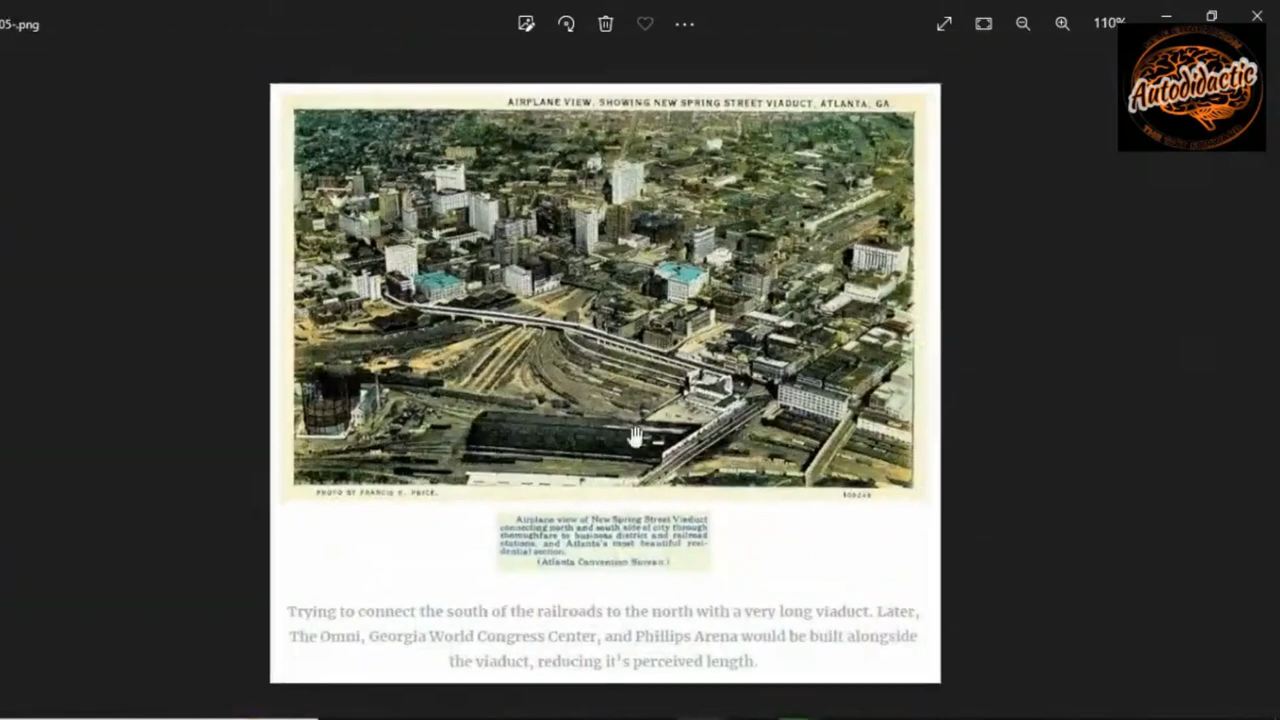 05-.png
110%
Autodidactic
AIRPLANE VIEW, SHOWING NEW SPRING STREET VIADUCT, ATLANTA, GA.
PHOTO BY FRANCIS E. PRICE.
Airplane view of New Spring Street Viaduct
connecting north and south side of city through
thoroughfare to business district and railroad
stations, and Atlanta's most beautiful resi-
dential section.
(Atlanta Convention Bureau.)
Trying to connect the south of the railroads to the north with a very long viaduct. Later,
The Omni, Georgia World Congress Center, and Phillips Arena would be built alongside
the viaduct, reducing it's perceived length.